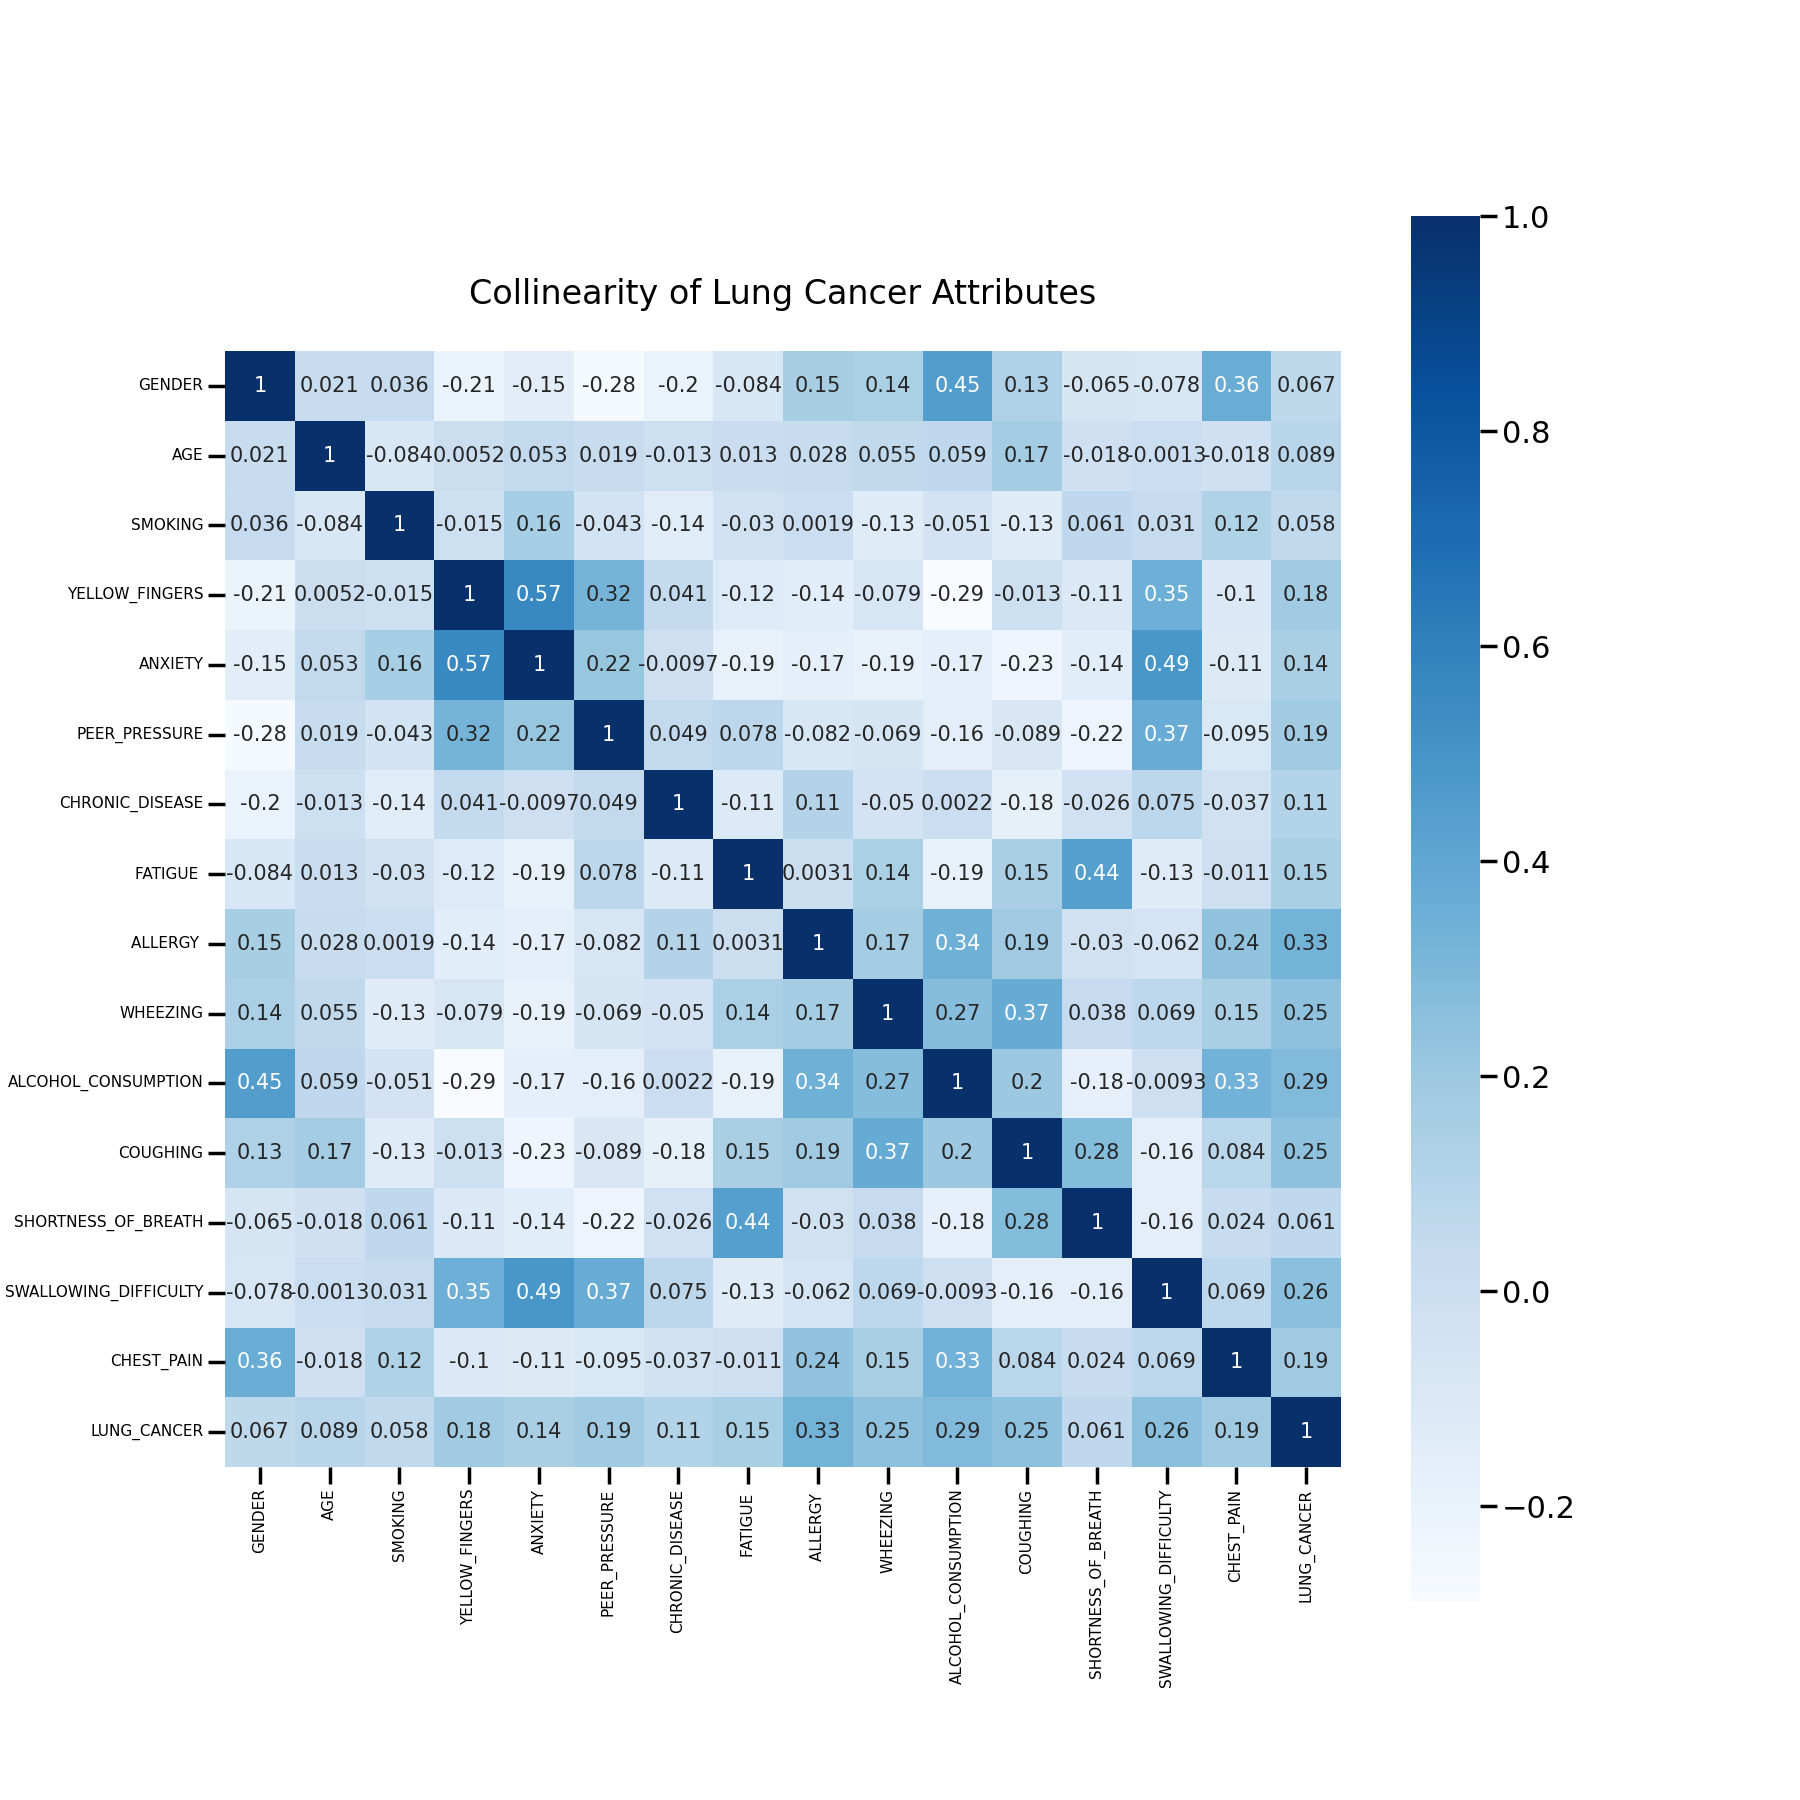 Collinearity of Lung Cancer Attributes
GENDER 1 0.021 0.036 -0.21 -0.15 -0.28 -0.2 -0.084 0.15 0.14 0.45 0.13 -0.065 -0.078 0.36 0.067
AGE 0.021 1 -0.084 0.0052 0.053 0.019 -0.013 0.013 0.028 0.055 0.059 0.17 -0.018 -0.0013 -0.018 0.089
SMOKING 0.036 -0.084 1 -0.015 0.16 -0.043 -0.14 -0.03 0.0019 -0.13 -0.051 -0.13 0.061 0.031 0.12 0.058
YELLOW_FINGERS -0.21 0.0052 -0.015 1 0.57 0.32 0.041 -0.12 -0.14 -0.079 -0.29 -0.013 -0.11 0.35 -0.1 0.18
ANXIETY -0.15 0.053 0.16 0.57 1 0.22 -0.0097 -0.19 -0.17 -0.19 -0.17 -0.23 -0.14 0.49 -0.11 0.14
PEER_PRESSURE -0.28 0.019 -0.043 0.32 0.22 1 0.049 0.078 -0.082 -0.069 -0.16 -0.089 -0.22 0.37 -0.095 0.19
CHRONIC_DISEASE -0.2 -0.013 -0.14 0.041 -0.0097 0.049 1 -0.11 0.11 -0.05 0.0022 -0.18 -0.026 0.075 -0.037 0.11
FATIGUE -0.084 0.013 -0.03 -0.12 -0.19 0.078 -0.11 1 0.0031 0.14 -0.19 0.15 0.44 -0.13 -0.011 0.15
ALLERGY 0.15 0.028 0.0019 -0.14 -0.17 -0.082 0.11 0.0031 1 0.17 0.34 0.19 -0.03 -0.062 0.24 0.33
WHEEZING 0.14 0.055 -0.13 -0.079 -0.19 -0.069 -0.05 0.14 0.17 1 0.27 0.37 0.038 0.069 0.15 0.25
ALCOHOL_CONSUMPTION 0.45 0.059 -0.051 -0.29 -0.17 -0.16 0.0022 -0.19 0.34 0.27 1 0.2 -0.18 -0.0093 0.33 0.29
COUGHING 0.13 0.17 -0.13 -0.013 -0.23 -0.089 -0.18 0.15 0.19 0.37 0.2 1 0.28 -0.16 0.084 0.25
SHORTNESS_OF_BREATH -0.065 -0.018 0.061 -0.11 -0.14 -0.22 -0.026 0.44 -0.03 0.038 -0.18 0.28 1 -0.16 0.024 0.061
SWALLOWING_DIFFICULTY -0.078 -0.0013 0.031 0.35 0.49 0.37 0.075 -0.13 -0.062 0.069 -0.0093 -0.16 -0.16 1 0.069 0.26
CHEST_PAIN 0.36 -0.018 0.12 -0.1 -0.11 -0.095 -0.037 -0.011 0.24 0.15 0.33 0.084 0.024 0.069 1 0.19
LUNG_CANCER 0.067 0.089 0.058 0.18 0.14 0.19 0.11 0.15 0.33 0.25 0.29 0.25 0.061 0.26 0.19 1
GENDER
AGE
SMOKING
YELLOW_FINGERS
ANXIETY
PEER_PRESSURE
CHRONIC_DISEASE
FATIGUE
ALLERGY
WHEEZING
ALCOHOL_CONSUMPTION
COUGHING
SHORTNESS_OF_BREATH
SWALLOWING_DIFFICULTY
CHEST_PAIN
LUNG_CANCER
1.0
0.8
0.6
0.4
0.2
0.0
−0.2